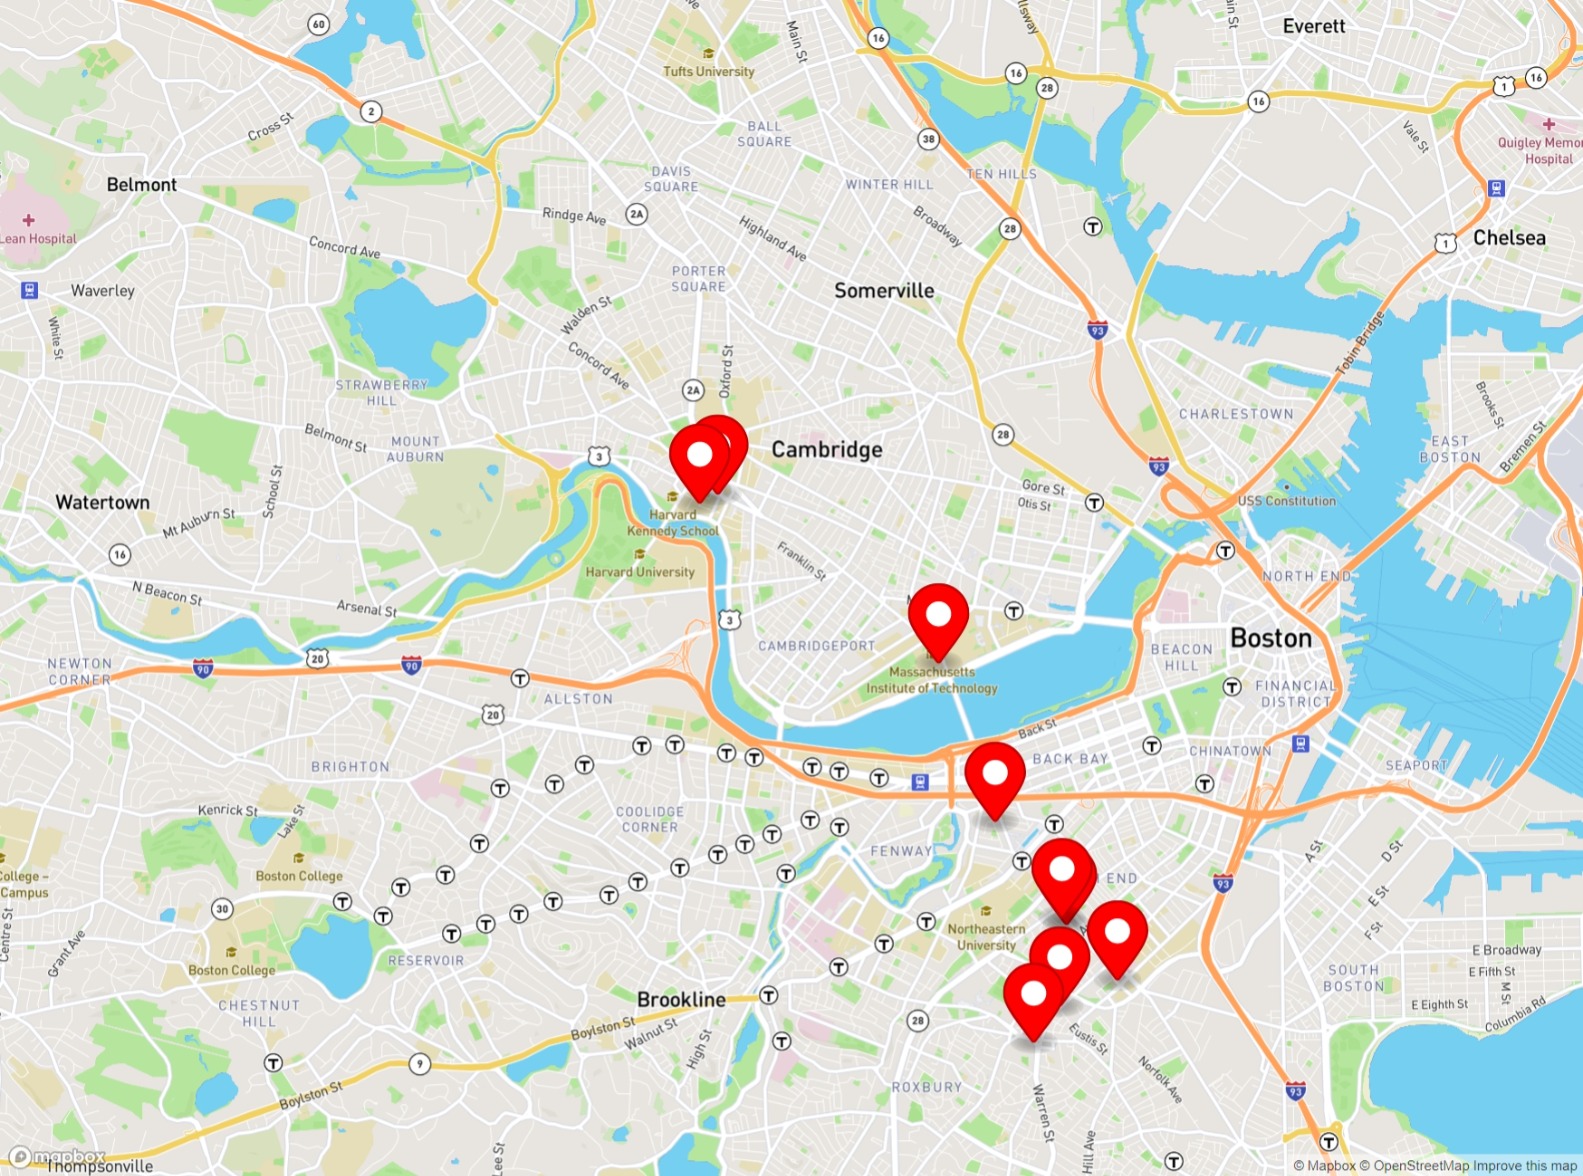 60
16
Main St
Everett
Tufts University
16
28
16
1
16
2
Cross St
BALL
SQUARE
38
Vale St
Quigley Memor
Hospital
Belmont
DAVIS
SQUARE
WINTER HILL
TEN HILLS
Rindge Ave
2A
Broadway
28
T
Lean Hospital
Concord Ave
Highland Ave
1
Chelsea
Waverley
PORTER
SQUARE
Somerville
White St
Walden St
93
Tobin Bridge
Concord Ave
Oxford St
STRAWBERRY
HILL
2A
Brooks St
CHARLESTOWN
Belmont St
MOUNT
AUBURN
3
Cambridge
28
93
EAST
BOSTON
Bremen St
School St
Watertown
Mt Auburn St
Harvard
Kennedy School
Gore St
Otis St
T
USS Constitution
16
Franklin St
T
Harvard University
NORTH END
N Beacon St
Arsenal St
3
T
CAMBRIDGEPORT
Boston
BEACON
HILL
NEWTON
CORNER
90
20
90
Massachusetts
Institute of Technology
T
ALLSTON
T
FINANCIAL
DISTRICT
20
Back St
BACK BAY
T
CHINATOWN
SEAPORT
BRIGHTON
T
T
T
T
T
T
T
T
T
T
T
T
Kenrick St
Lake St
COOLIDGE
CORNER
T
T
T
T
T
T
FENWAY
T
A St
D St
College –
Campus
Boston College
T
T
T
T
T
T
END
93
E St
30
T
T
T
T
T
T
T
T
Northeastern
University
F St
Centre St
Grant Ave
Boston College
RESERVOIR
T
T
E Broadway
E Fifth St
M St
SOUTH
BOSTON
CHESTNUT
HILL
Brookline
T
E Eighth St
Columbia Rd
Boylston St
Walnut St
High St
28
T
Eustis St
T
9
Norfolk Ave
Boylston St
ROXBURY
93
Warren St
Hill Ave
T
T
Lee St
mapbox
Thompsonville
© Mapbox © OpenStreetMap Improve this map